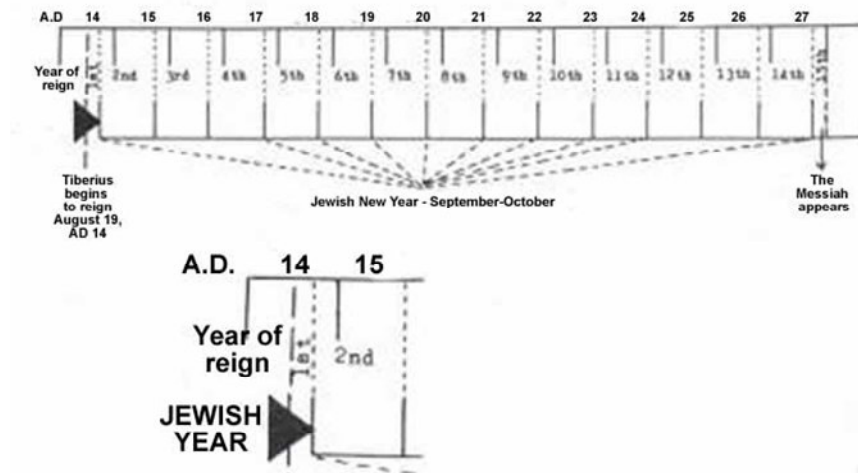 A.D 14 15 16 17 18 19 20 21 22 23 24 25 26 27
Year of
reign
1st 2nd 3rd 4th 5th 6th 7th 8th 9th 10th 11th 12th 13th 14th 15th
Tiberius
begins
to reign
August 19,
AD 14
Jewish New Year - September-October
The
Messiah
appears
A.D. 14 15
Year of
reign
1st 2nd
JEWISH
YEAR